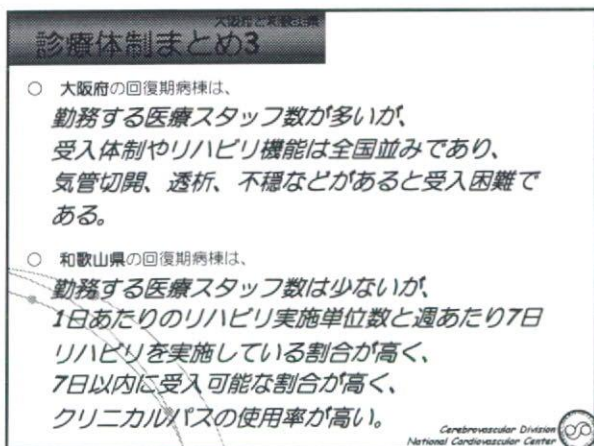 大阪府と和歌山県
診療体制まとめ3
○ 大阪府の回復期病棟は、
勤務する医療スタッフ数が多いが、
受入体制やリハビリ機能は全国並みであり、
気管切開、透析、不穏などがあると受入困難で
ある。
○ 和歌山県の回復期病棟は、
勤務する医療スタッフ数は少ないが、
1日あたりのリハビリ実施単位数と週あたり7日
リハビリを実施している割合が高く、
7日以内に受入可能な割合が高く、
クリニカルパスの使用率が高い。
Cerebrovascular Division
National Cardiovascular Center